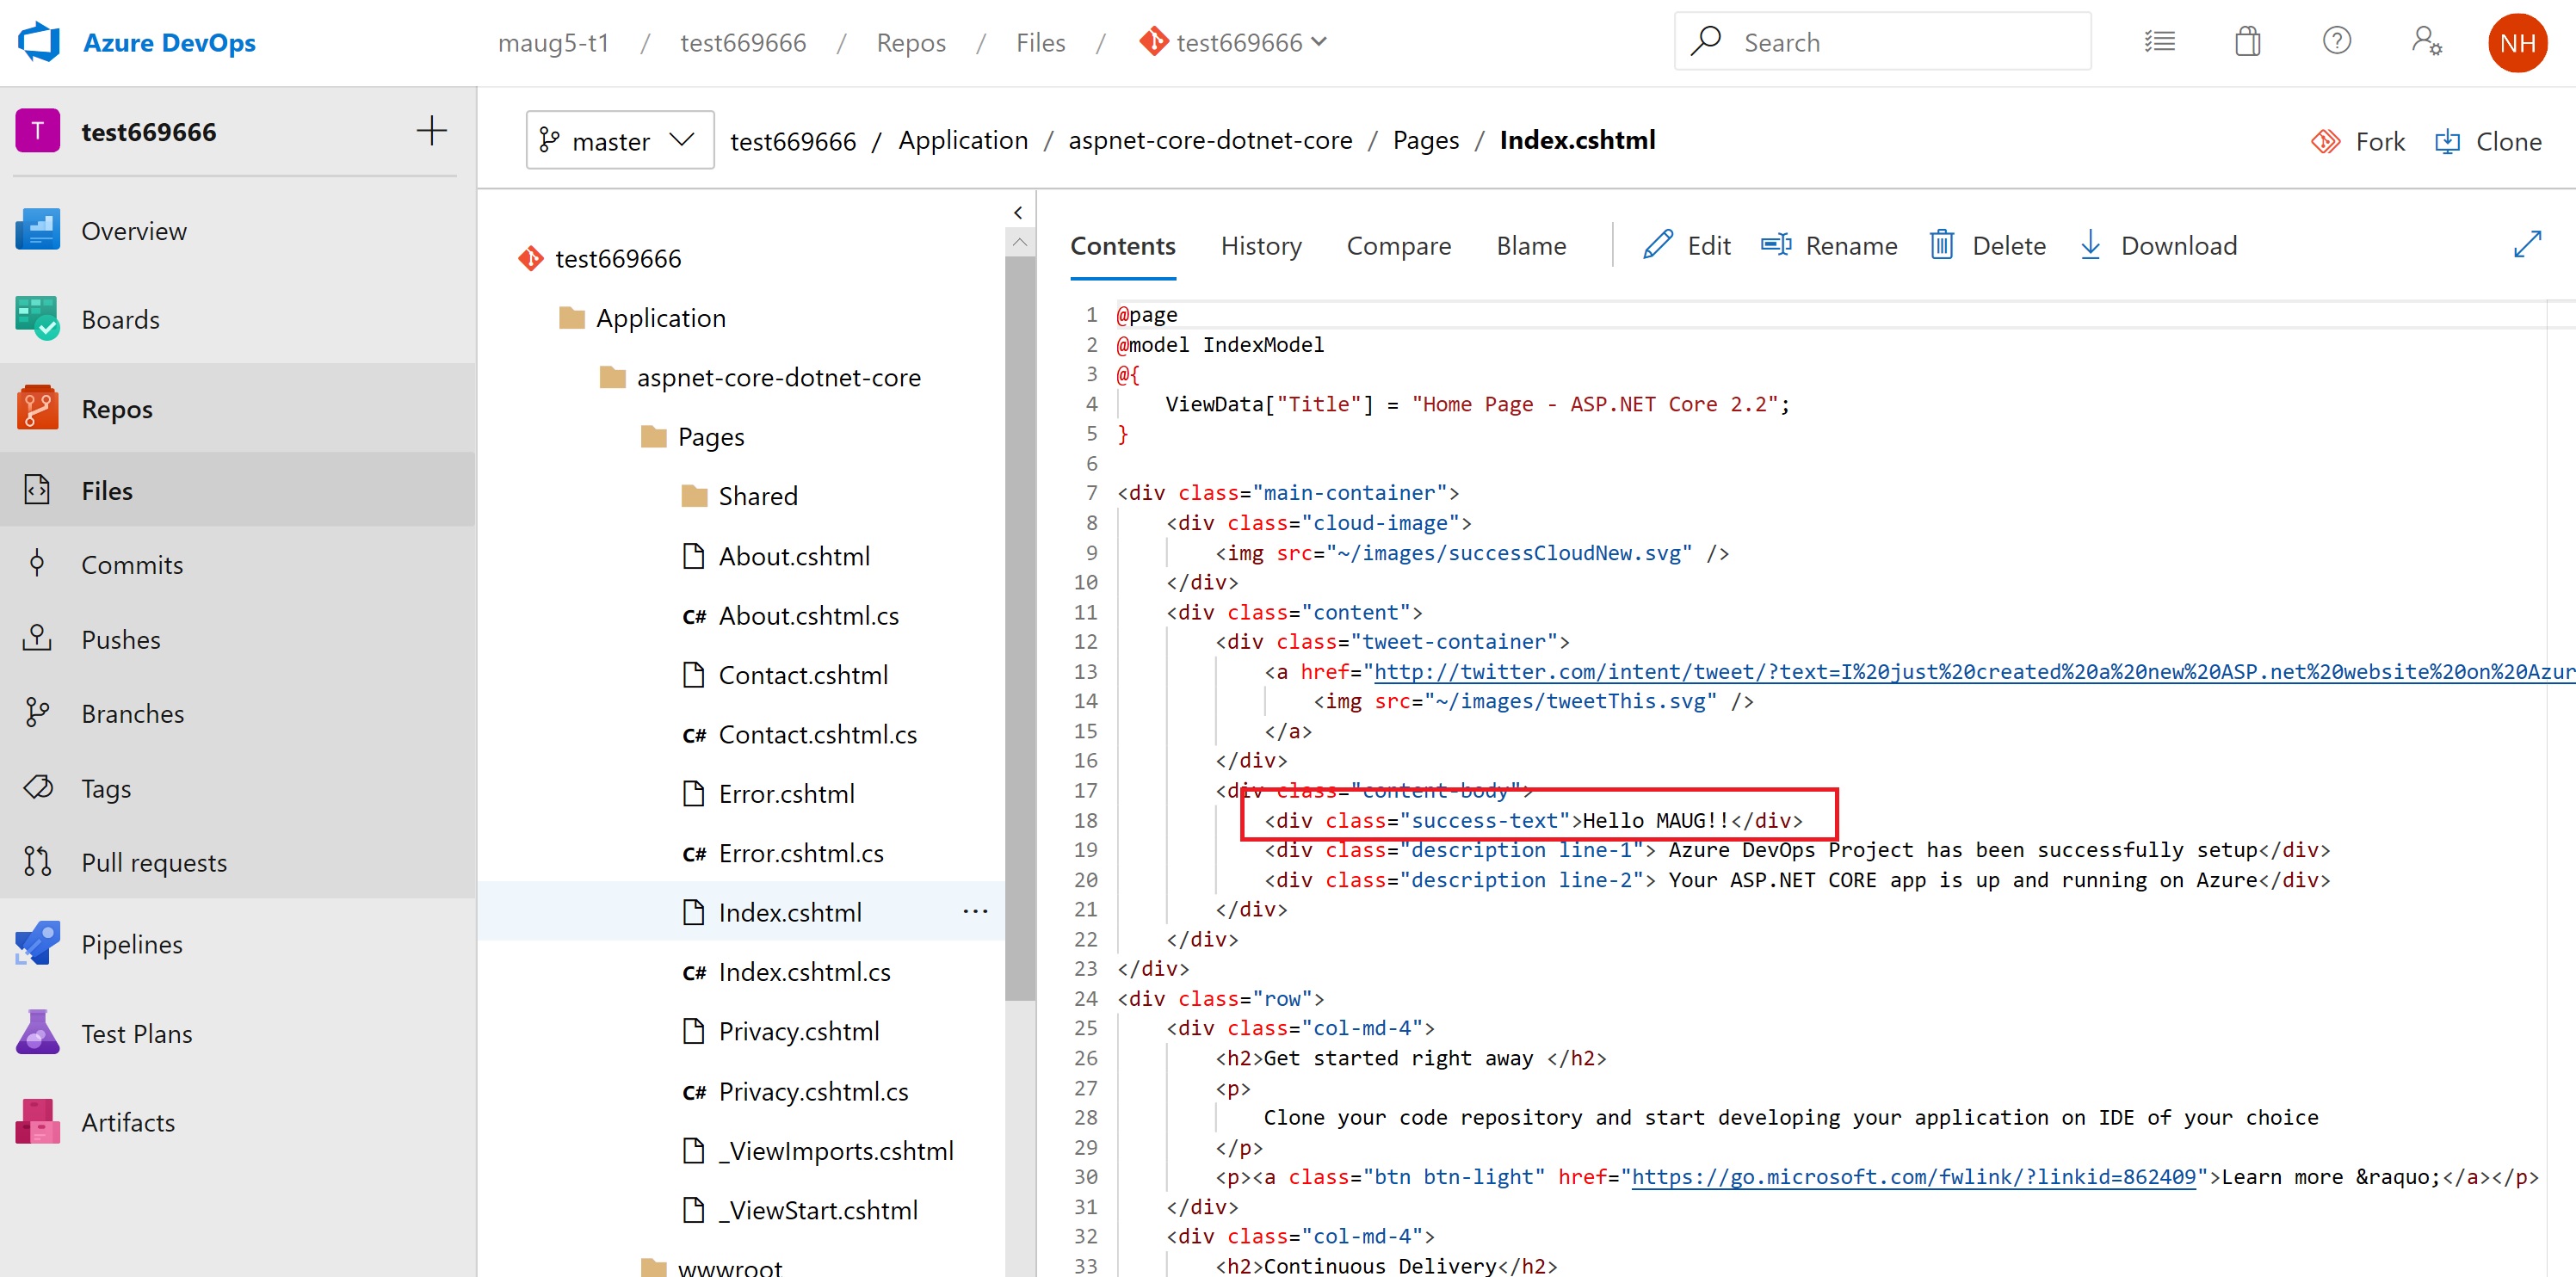 Azure DevOps
maug5-t1 / test669666 / Repos / Files / test669666
Search
NH
T test669666
Overview
Boards
Repos
Files
Commits
Pushes
Branches
Tags
Pull requests
Pipelines
Test Plans
Artifacts
master test669666 / Application / aspnet-core-dotnet-core / Pages / Index.cshtml
Fork Clone
test669666
Application
aspnet-core-dotnet-core
Pages
Shared
About.cshtml
C# About.cshtml.cs
Contact.cshtml
C# Contact.cshtml.cs
Error.cshtml
C# Error.cshtml.cs
Index.cshtml ...
C# Index.cshtml.cs
Privacy.cshtml
C# Privacy.cshtml.cs
_ViewImports.cshtml
_ViewStart.cshtml
wwwroot
Contents History Compare Blame Edit Rename Delete Download
1 @page
2 @model IndexModel
3 @{
4 ViewData["Title"] = "Home Page - ASP.NET Core 2.2";
5 }
6
7 <div class="main-container">
8 <div class="cloud-image">
9 <img src="~/images/successCloudNew.svg" />
10 </div>
11 <div class="content">
12 <div class="tweet-container">
13 <a href="http://twitter.com/intent/tweet/?text=I%20just%20created%20a%20new%20ASP.net%20website%20on%20Azur
14 <img src="~/images/tweetThis.svg" />
15 </a>
16 </div>
17 <div class="content-body">
18 <div class="success-text">Hello MAUG!!</div>
19 <div class="description line-1"> Azure DevOps Project has been successfully setup</div>
20 <div class="description line-2"> Your ASP.NET CORE app is up and running on Azure</div>
21 </div>
22 </div>
23 </div>
24 <div class="row">
25 <div class="col-md-4">
26 <h2>Get started right away </h2>
27 <p>
28 Clone your code repository and start developing your application on IDE of your choice
29 </p>
30 <p><a class="btn btn-light" href="https://go.microsoft.com/fwlink/?linkid=862409">Learn more &raquo;</a></p>
31 </div>
32 <div class="col-md-4">
33 <h2>Continuous Delivery</h2>